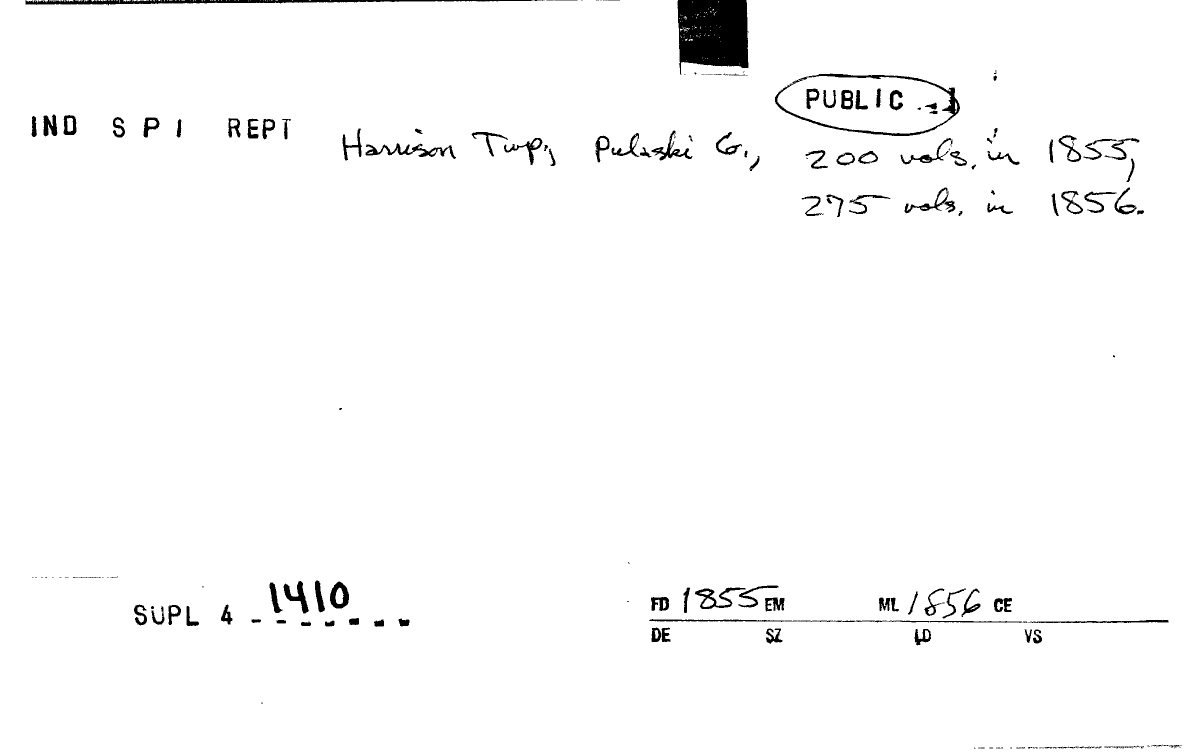 PUBLIC
IND S P I REPT Harrison Twp., Pulaski Co., 200 vols. in 1855,
275 vols. in 1856.
SUPL 4 1410
FD 1855 EM ML 1856 CE
DE SZ LD VS